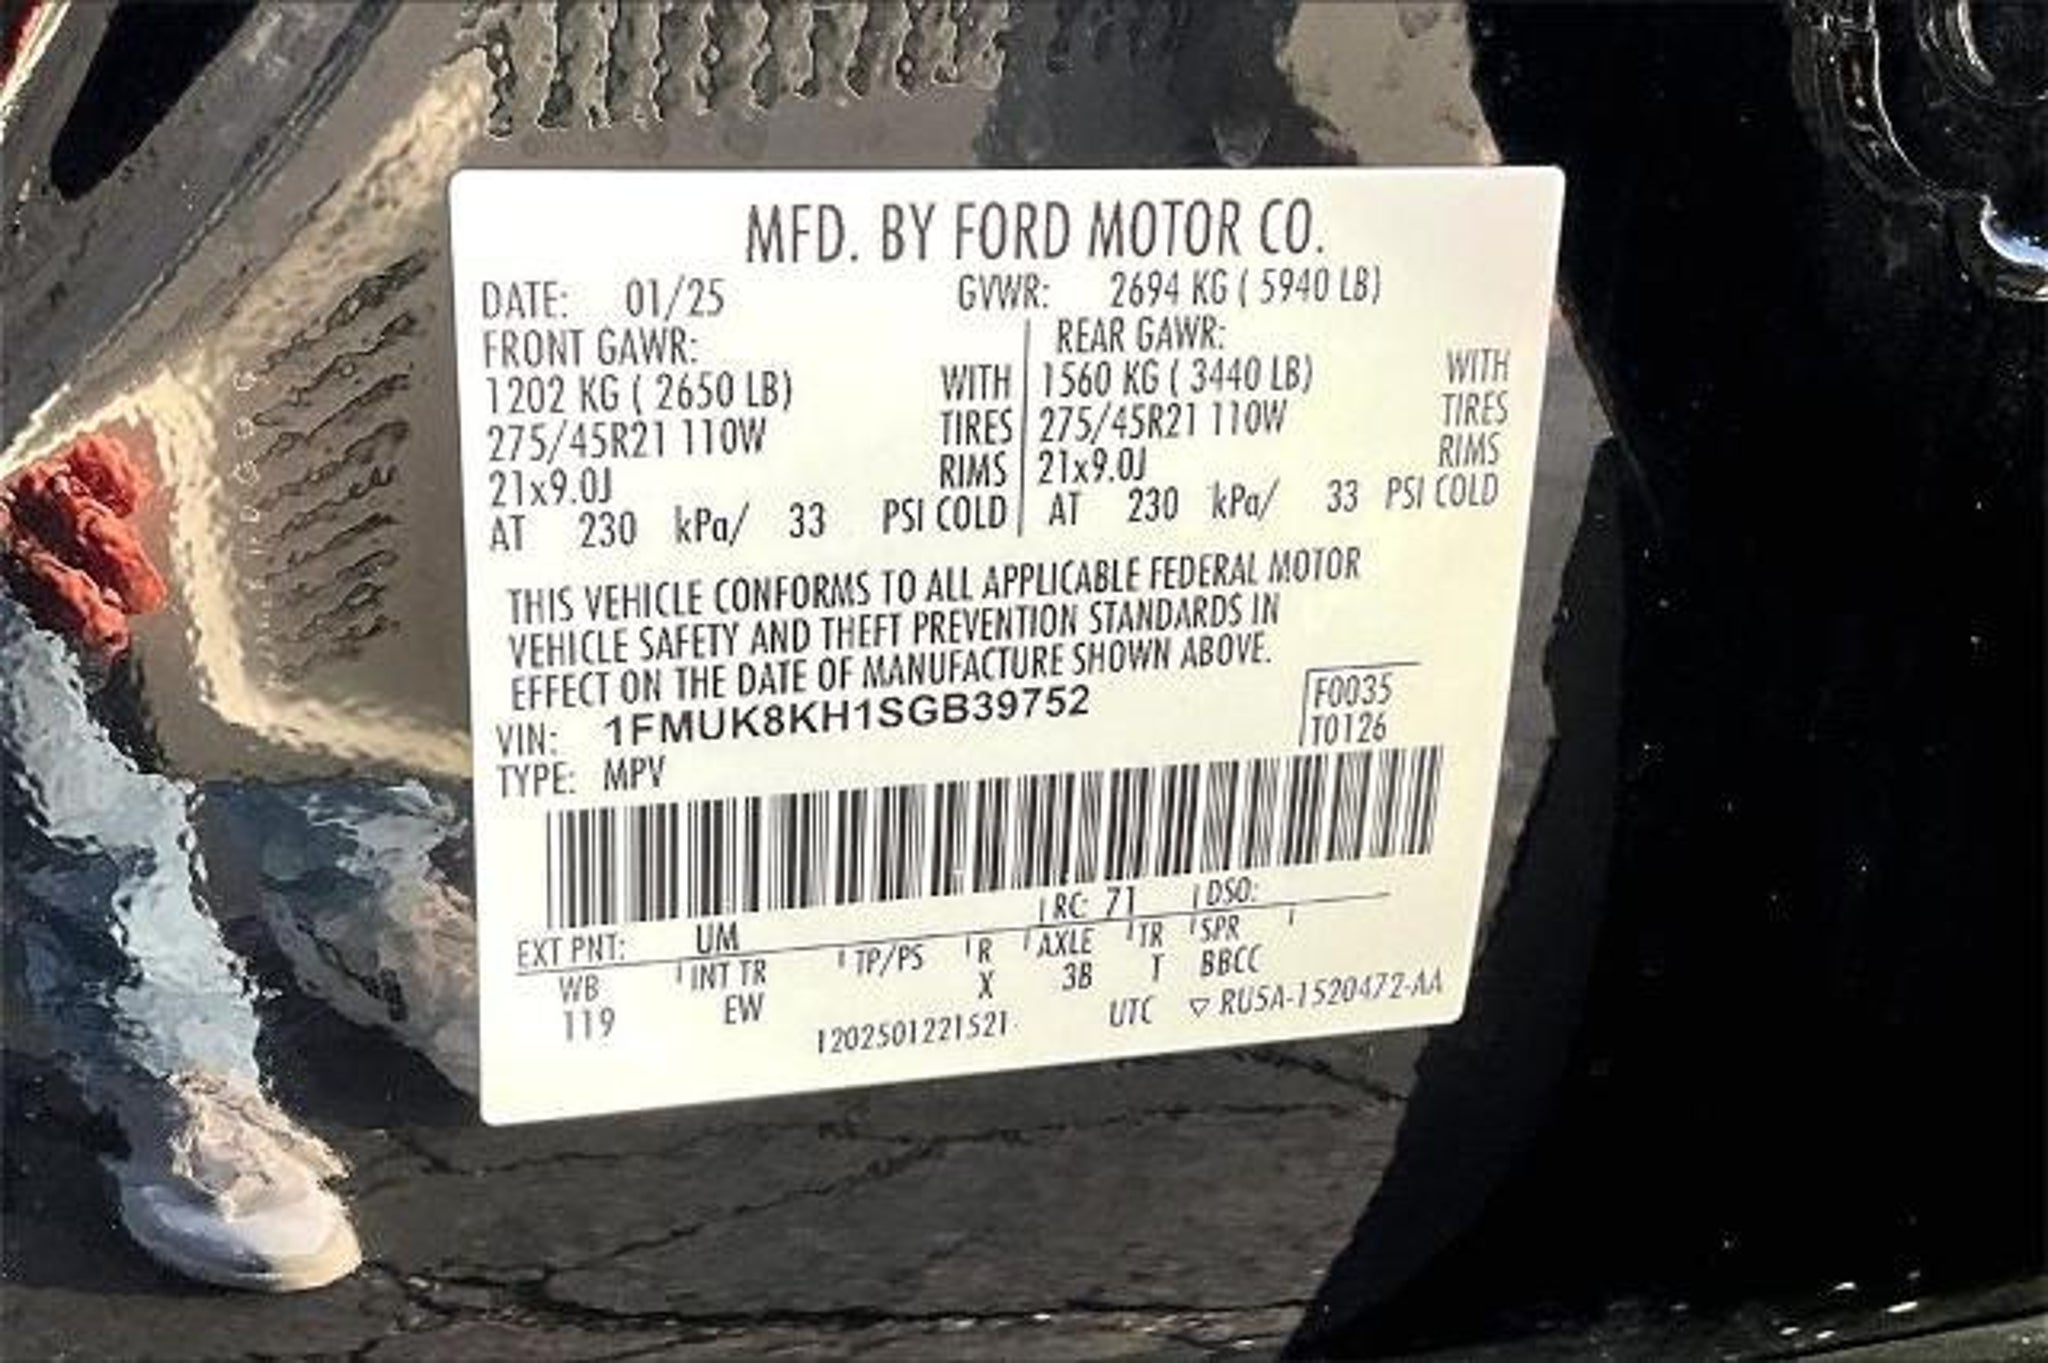 MFD. BY FORD MOTOR CO.
DATE: 01/25 GVWR: 2694 KG ( 5940 LB)
FRONT GAWR: REAR GAWR:
1202 KG ( 2650 LB) WITH 1560 KG ( 3440 LB) WITH
275/45R21 110W TIRES 275/45R21 110W TIRES
21x9.0J RIMS 21x9.0J RIMS
AT 230 kPa/ 33 PSI COLD AT 230 kPa/ 33 PSI COLD
THIS VEHICLE CONFORMS TO ALL APPLICABLE FEDERAL MOTOR
VEHICLE SAFETY AND THEFT PREVENTION STANDARDS IN
EFFECT ON THE DATE OF MANUFACTURE SHOWN ABOVE.
VIN: 1FMUK8KH1SGB39752 F0035
TYPE: MPV T0126
EXT PNT: UM RC: 71 DSO:
WB INT TR TP/PS R AXLE TR SPR
119 EW X 3B T BBCC
1202501221521 UTC ▽ RU5A-1520472-AA